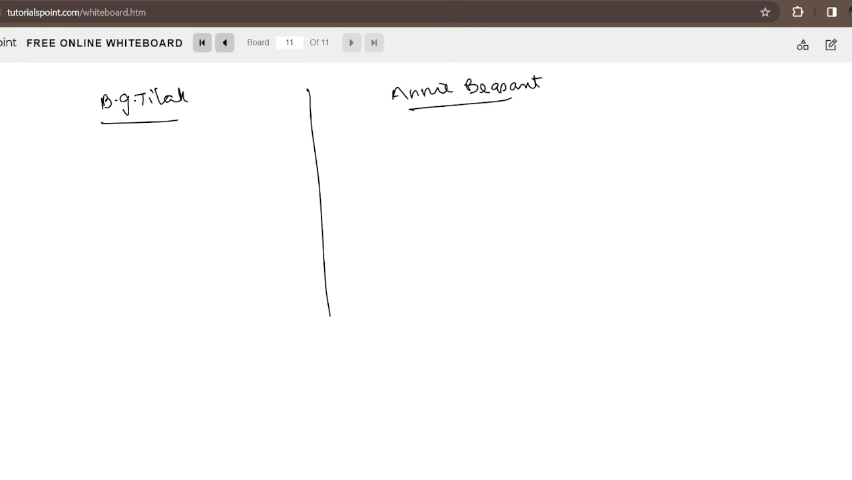 tutorialspoint.com/whiteboard.htm
oint FREE ONLINE WHITEBOARD Board 11 Of 11
B.g.Tilak
Annie Beasant